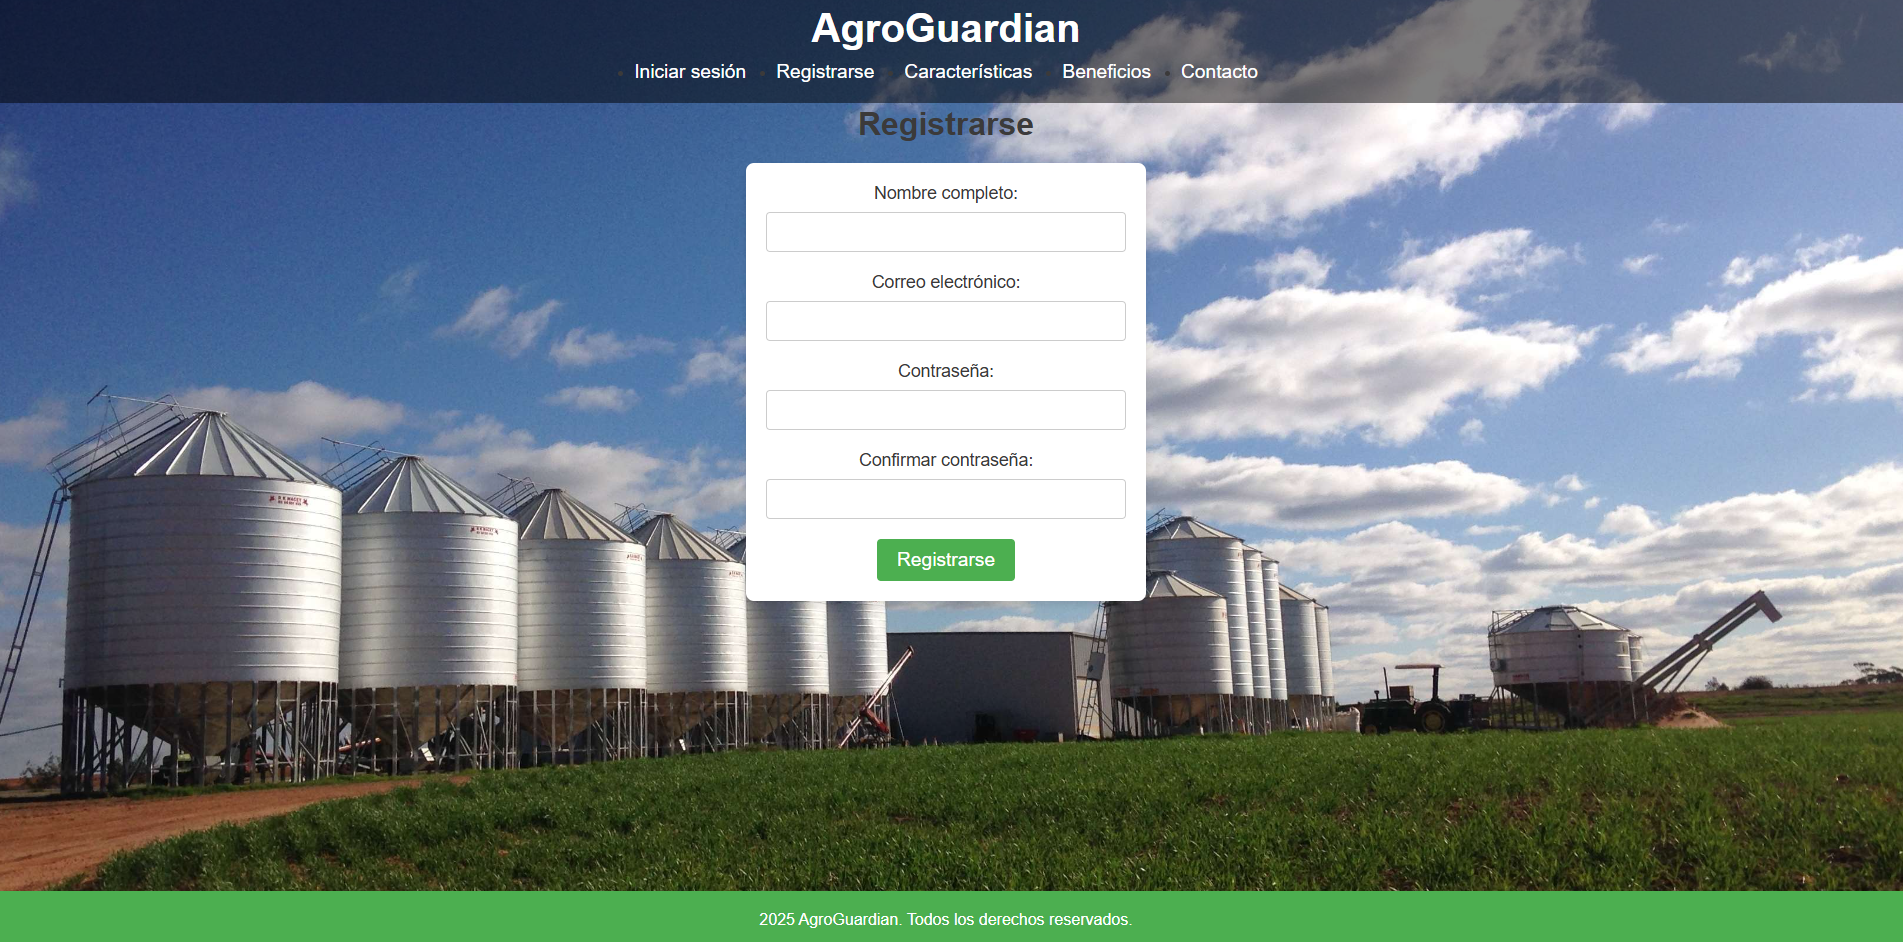 AgroGuardian
Iniciar sesión Registrarse Características Beneficios Contacto
Registrarse
Nombre completo:
Correo electrónico:
Contraseña:
Confirmar contraseña:
Registrarse
2025 AgroGuardian. Todos los derechos reservados.